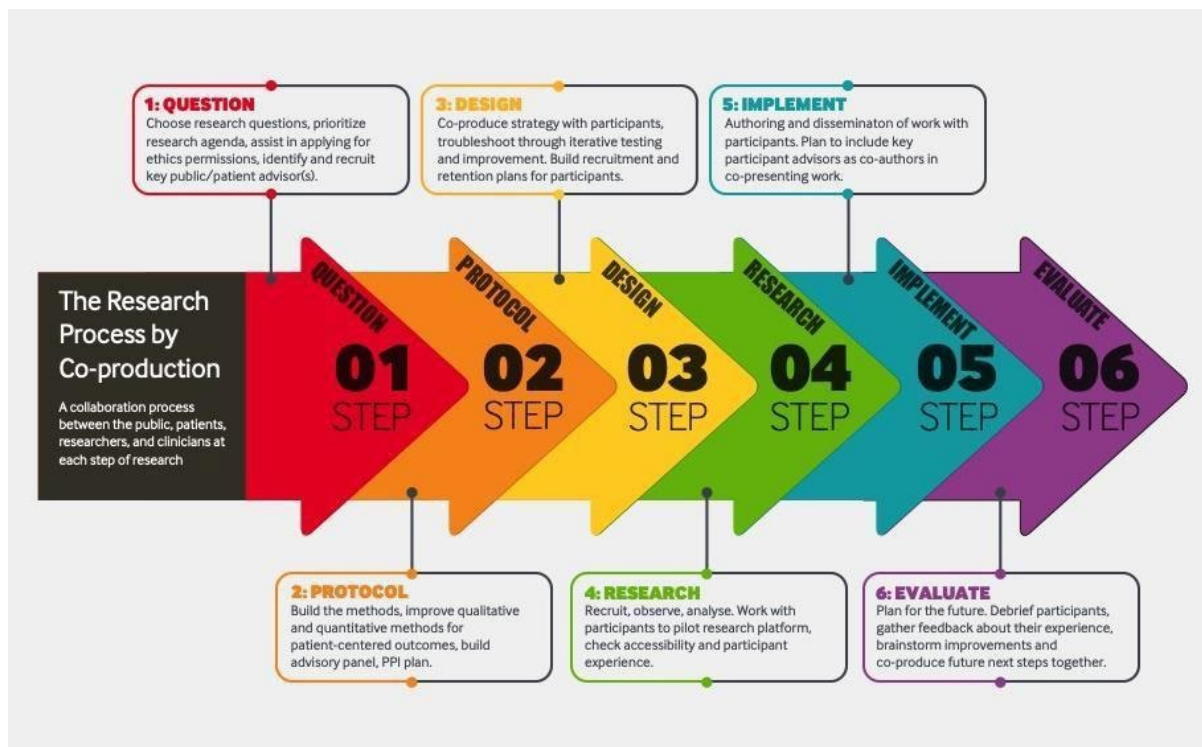 The Research
Process by
Co-production
A collaboration process
between the public, patients,
researchers, and clinicians at
each step of research
1: QUESTION
Choose research questions, prioritize
research agenda, assist in applying for
ethics permissions, identify and recruit
key public/patient advisor(s).
3: DESIGN
Co-produce strategy with participants,
troubleshoot through iterative testing
and improvement. Build recruitment and
retention plans for participants.
5: IMPLEMENT
Authoring and disseminaton of work with
participants. Plan to include key
participant advisors as co-authors in
co-presenting work.
QUESTION
01
STEP
PROTOCOL
02
STEP
DESIGN
03
STEP
RESEARCH
04
STEP
IMPLEMENT
05
STEP
EVALUATE
06
STEP
2: PROTOCOL
Build the methods, improve qualitative
and quantitative methods for
patient-centered outcomes, build
advisory panel, PPI plan.
4: RESEARCH
Recruit, observe, analyse. Work with
participants to pilot research platform,
check accessibility and participant
experience.
6: EVALUATE
Plan for the future. Debrief participants,
gather feedback about their experience,
brainstorm improvements and
co-produce future next steps together.